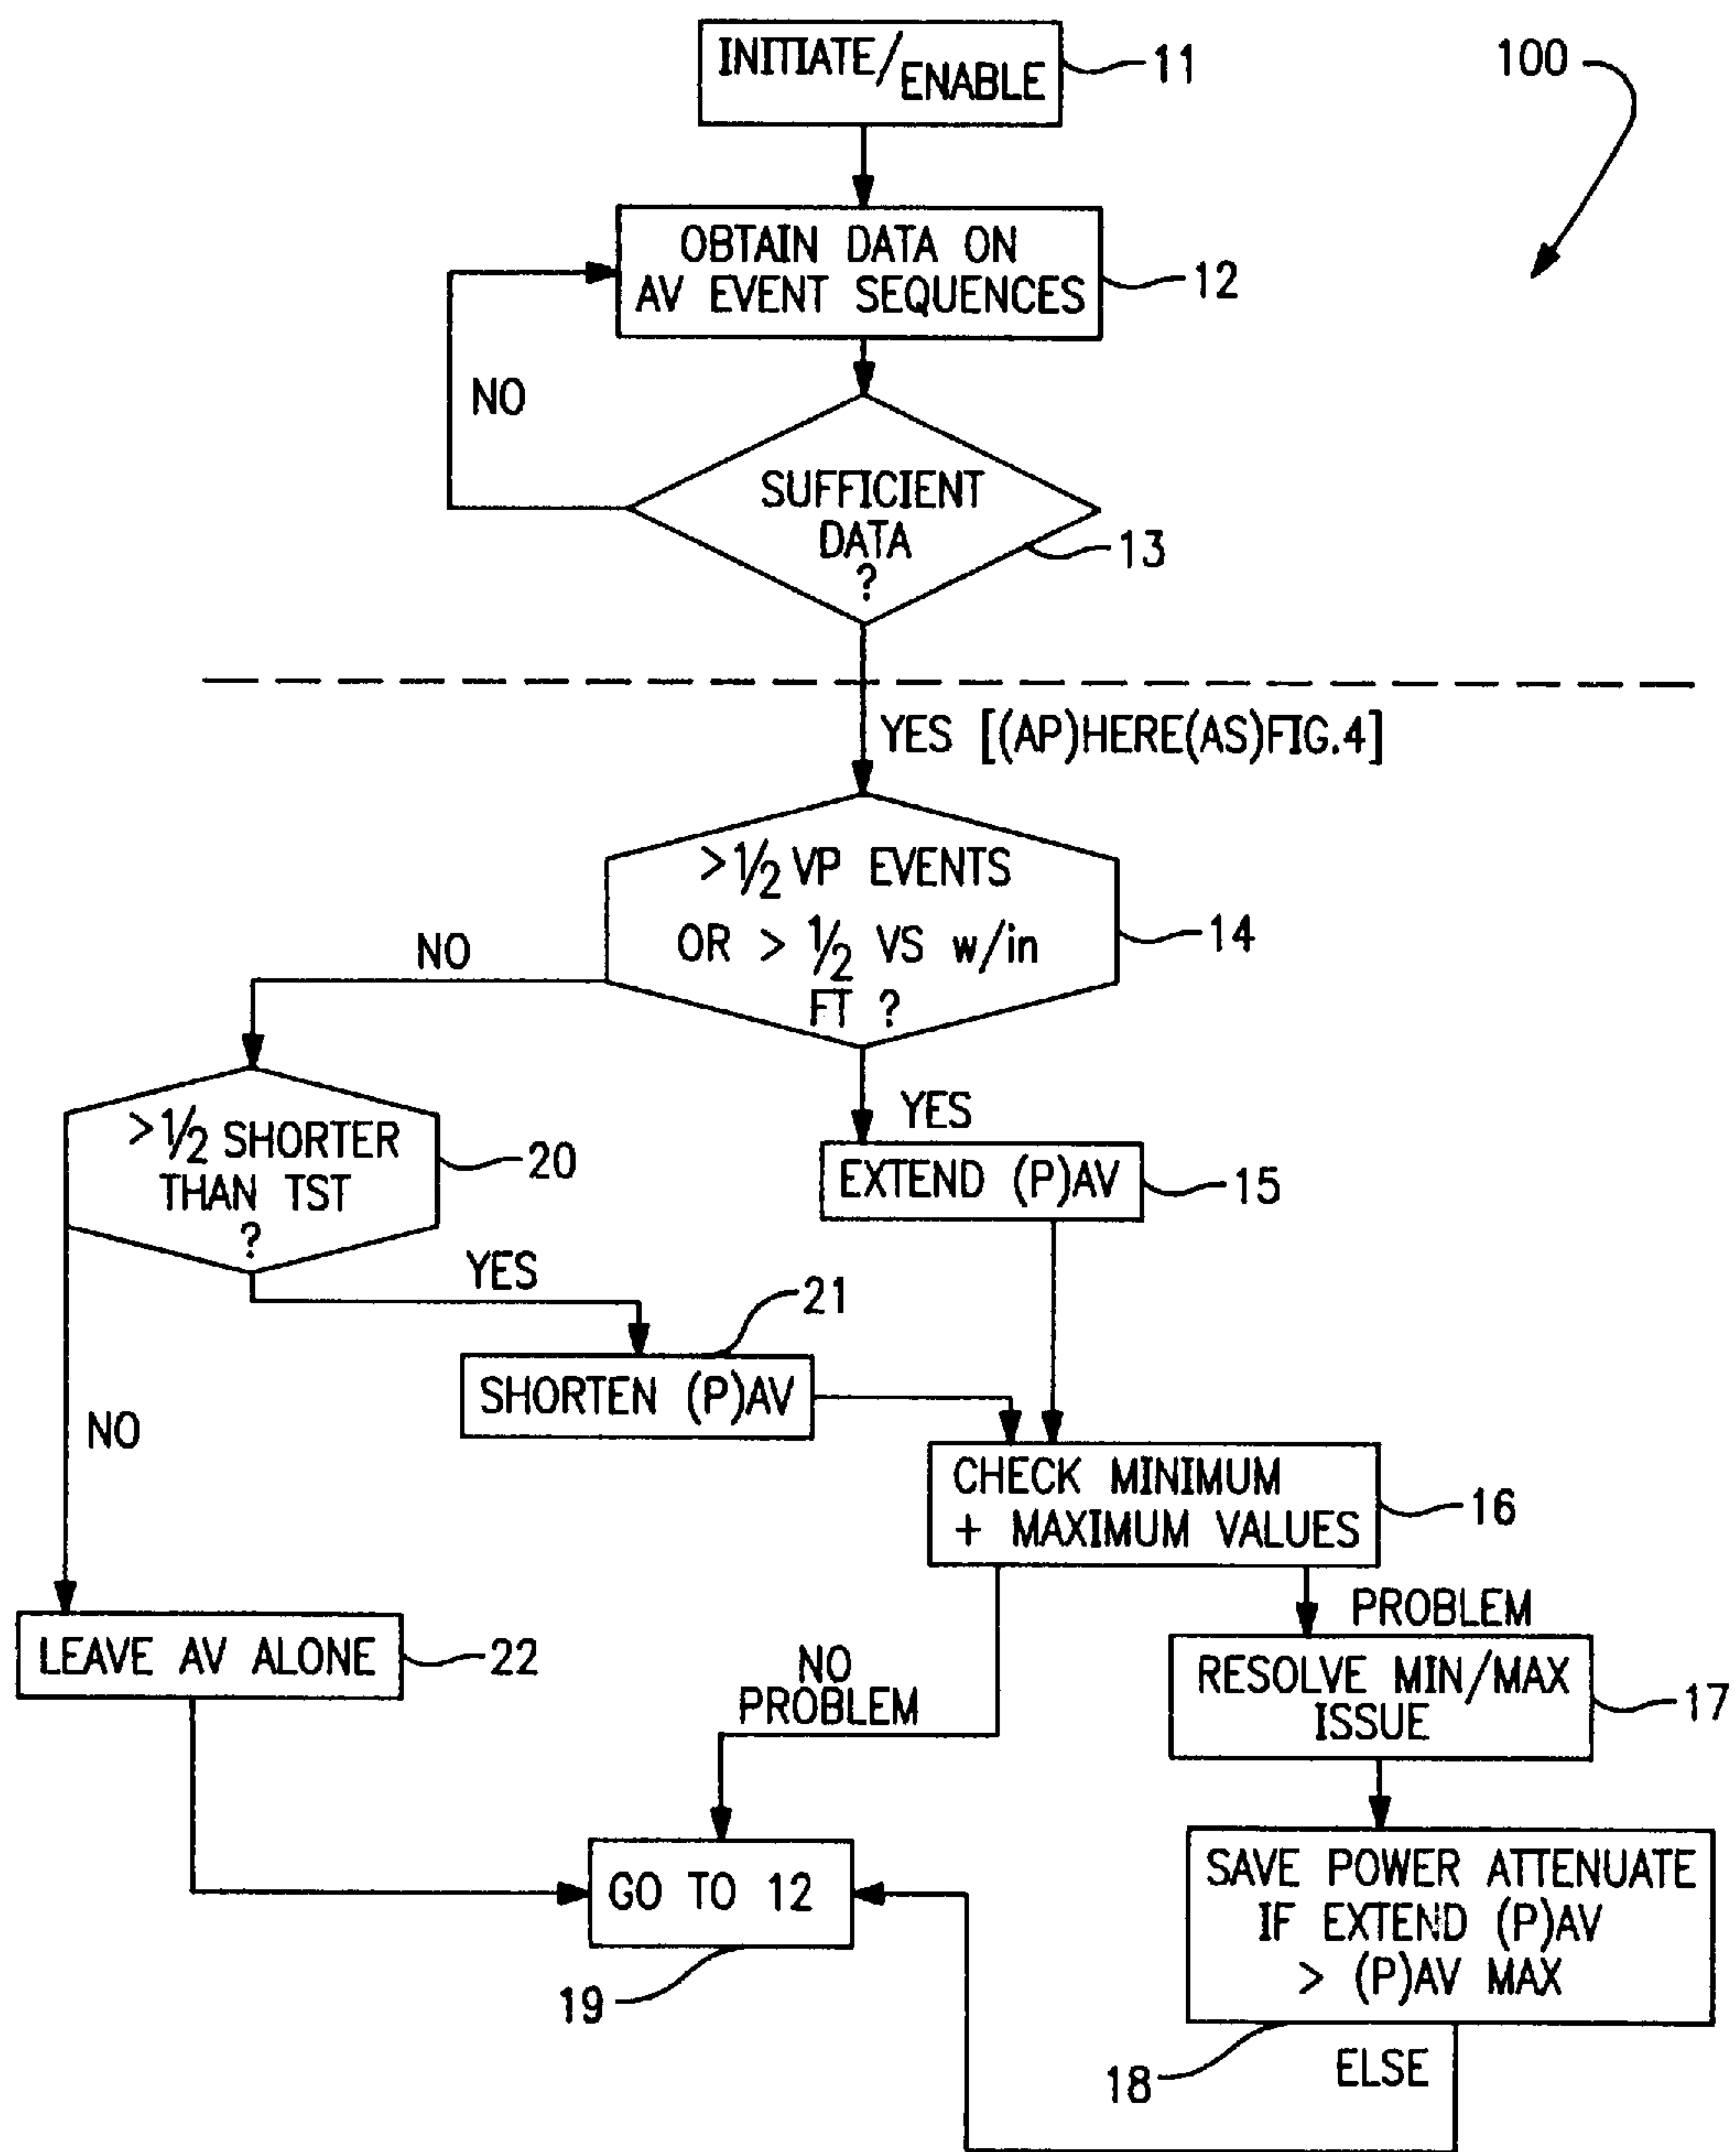 INITIATE/ENABLE
11
100
OBTAIN DATA ON
AV EVENT SEQUENCES
12
NO
SUFFICIENT
DATA
?
13
YES [(AP)HERE(AS)FIG.4]
>1/2 VP EVENTS
OR > 1/2 VS w/in
FT ?
14
NO
>1/2 SHORTER
THAN TST
?
20
YES
EXTEND (P)AV
15
YES
21
SHORTEN (P)AV
NO
CHECK MINIMUM
+ MAXIMUM VALUES
16
PROBLEM
LEAVE AV ALONE
22
NO
PROBLEM
RESOLVE MIN/MAX
ISSUE
17
GO TO 12
19
SAVE POWER ATTENUATE
IF EXTEND (P)AV
> (P)AV MAX
18
ELSE